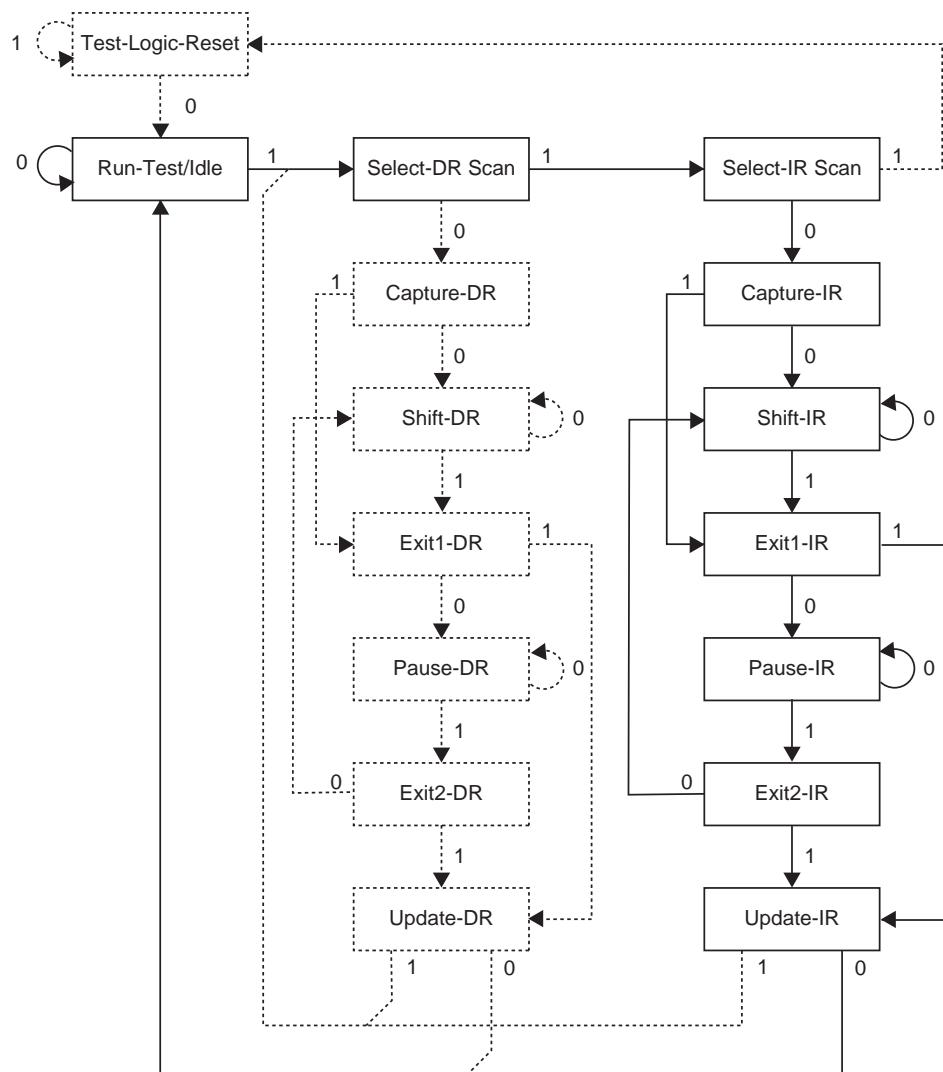 1
Test-Logic-Reset
0
0
Run-Test/Idle
1
Select-DR Scan
1
Select-IR Scan
1
0
0
1
Capture-DR
1
Capture-IR
0
0
Shift-DR
0
Shift-IR
0
1
1
Exit1-DR
1
Exit1-IR
1
0
0
Pause-DR
0
Pause-IR
0
1
1
0
Exit2-DR
0
Exit2-IR
1
1
Update-DR
Update-IR
1
0
1
0